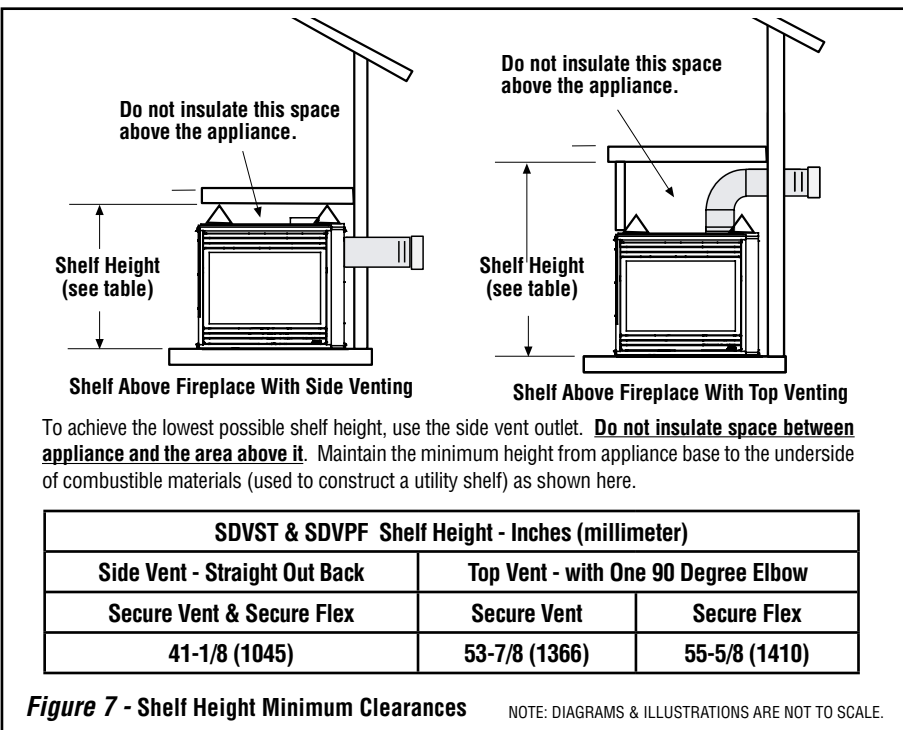 Do not insulate this space
above the appliance.
Shelf Height
(see table)
Shelf Above Fireplace With Side Venting
Do not insulate this space
above the appliance.
Shelf Height
(see table)
Shelf Above Fireplace With Top Venting
To achieve the lowest possible shelf height, use the side vent outlet. Do not insulate space between
appliance and the area above it. Maintain the minimum height from appliance base to the underside
of combustible materials (used to construct a utility shelf) as shown here.
SDVST & SDVPF Shelf Height - Inches (millimeter)
Side Vent - Straight Out Back Top Vent - with One 90 Degree Elbow
Secure Vent & Secure Flex Secure Vent Secure Flex
41-1/8 (1045) 53-7/8 (1366) 55-5/8 (1410)
Figure 7 - Shelf Height Minimum Clearances NOTE: DIAGRAMS & ILLUSTRATIONS ARE NOT TO SCALE.